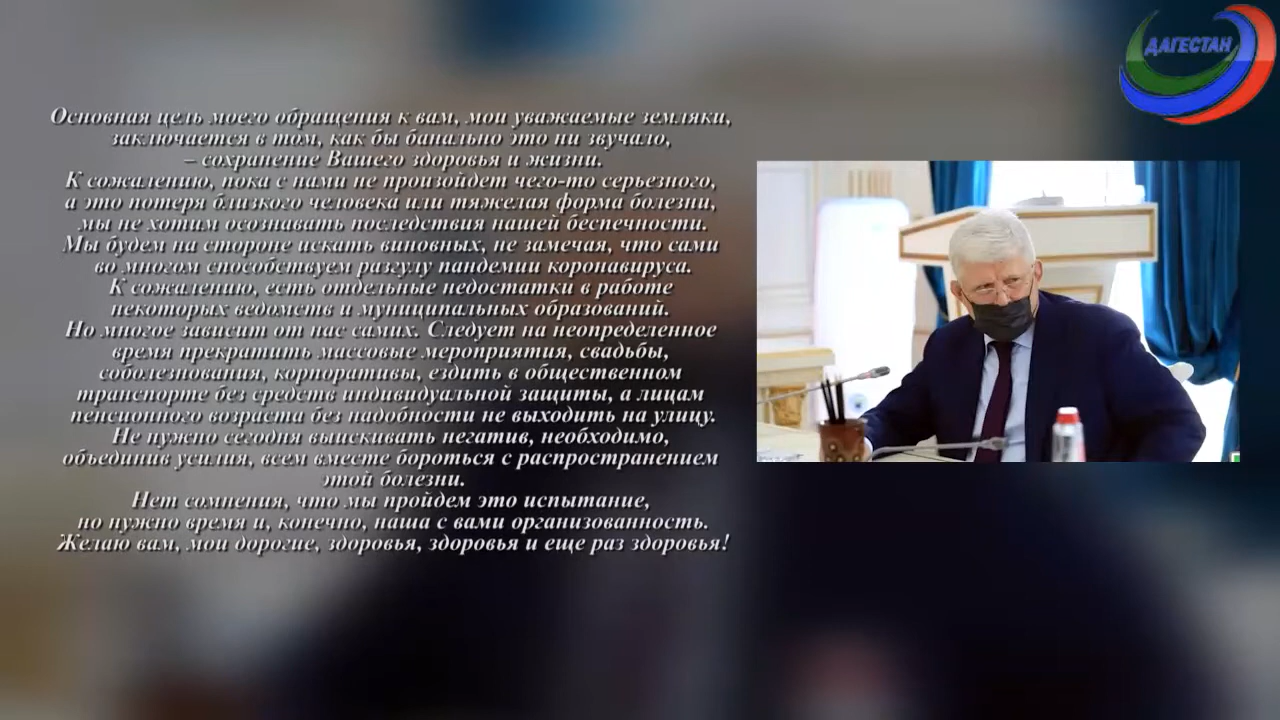 ДАГЕСТАН
Основная цель моего обращения к вам, мои уважаемые земляки,
заключается в том, как бы банально это ни звучало,
– сохранение Вашего здоровья и жизни.
К сожалению, пока с нами не произойдет чего-то серьезного,
а это потеря близкого человека или тяжелая форма болезни,
мы не хотим осознавать последствия нашей беспечности.
Мы будем на стороне искать виновных, не замечая, что сами
во многом способствуем разгулу пандемии коронавируса.
К сожалению, есть отдельные недостатки в работе
некоторых ведомств и муниципальных образований.
Но многое зависит от нас самих. Следует на неопределенное
время прекратить массовые мероприятия, свадьбы,
соболезнования, корпоративы, ездить в общественном
транспорте без средств индивидуальной защиты, а лицам
пенсионного возраста без надобности не выходить на улицу.
Не нужно сегодня выискивать негатив, необходимо,
объединив усилия, всем вместе бороться с распространением
этой болезни.
Нет сомнения, что мы пройдем это испытание,
но нужно время и, конечно, наша с вами организованность.
Желаю вам, мои дорогие, здоровья, здоровья и еще раз здоровья!